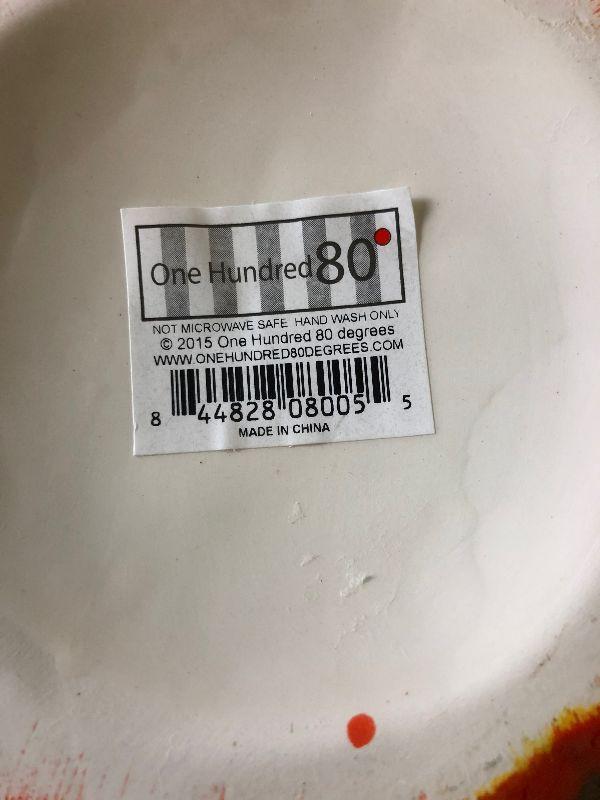 One Hundred 80°
NOT MICROWAVE SAFE HAND WASH ONLY
© 2015 One Hundred 80 degrees
WWW.ONEHUNDRED80DEGREES.COM
8 44828 08005 5
MADE IN CHINA